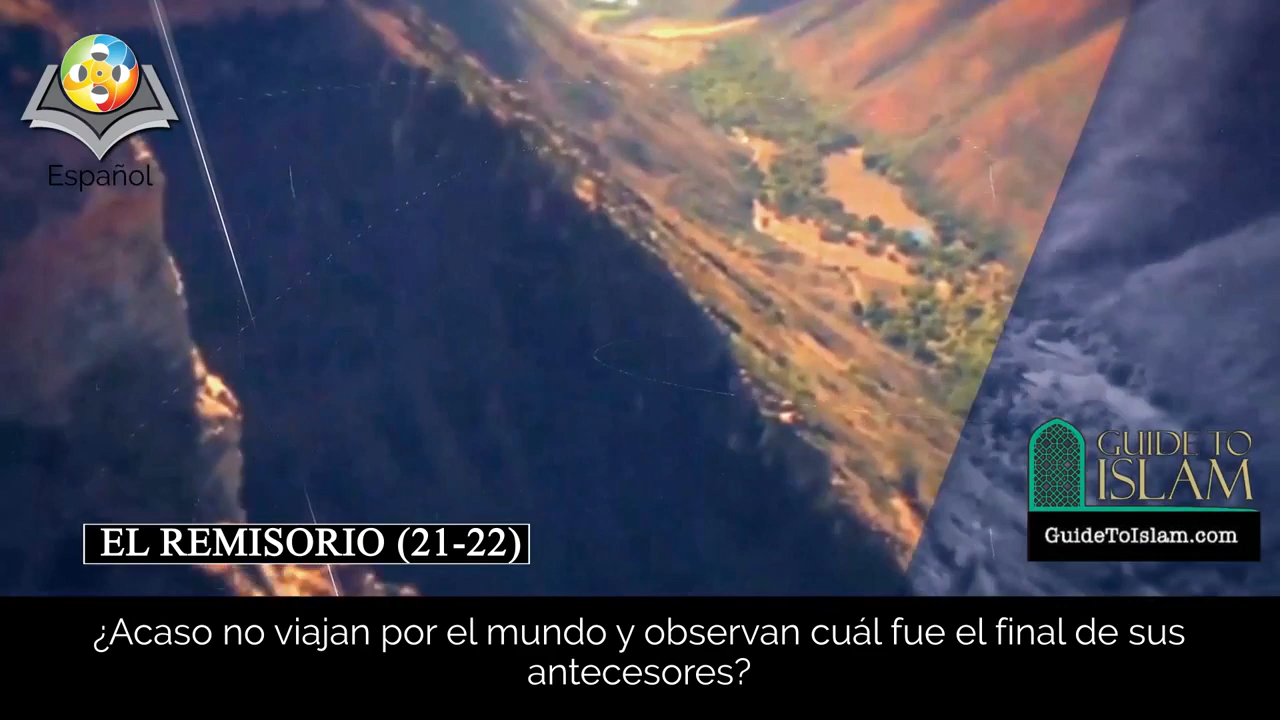 Español
GUIDE TO
ISLAM
GuideToIslam.com
EL REMISORIO (21-22)
¿Acaso no viajan por el mundo y observan cuál fue el final de sus
antecesores?